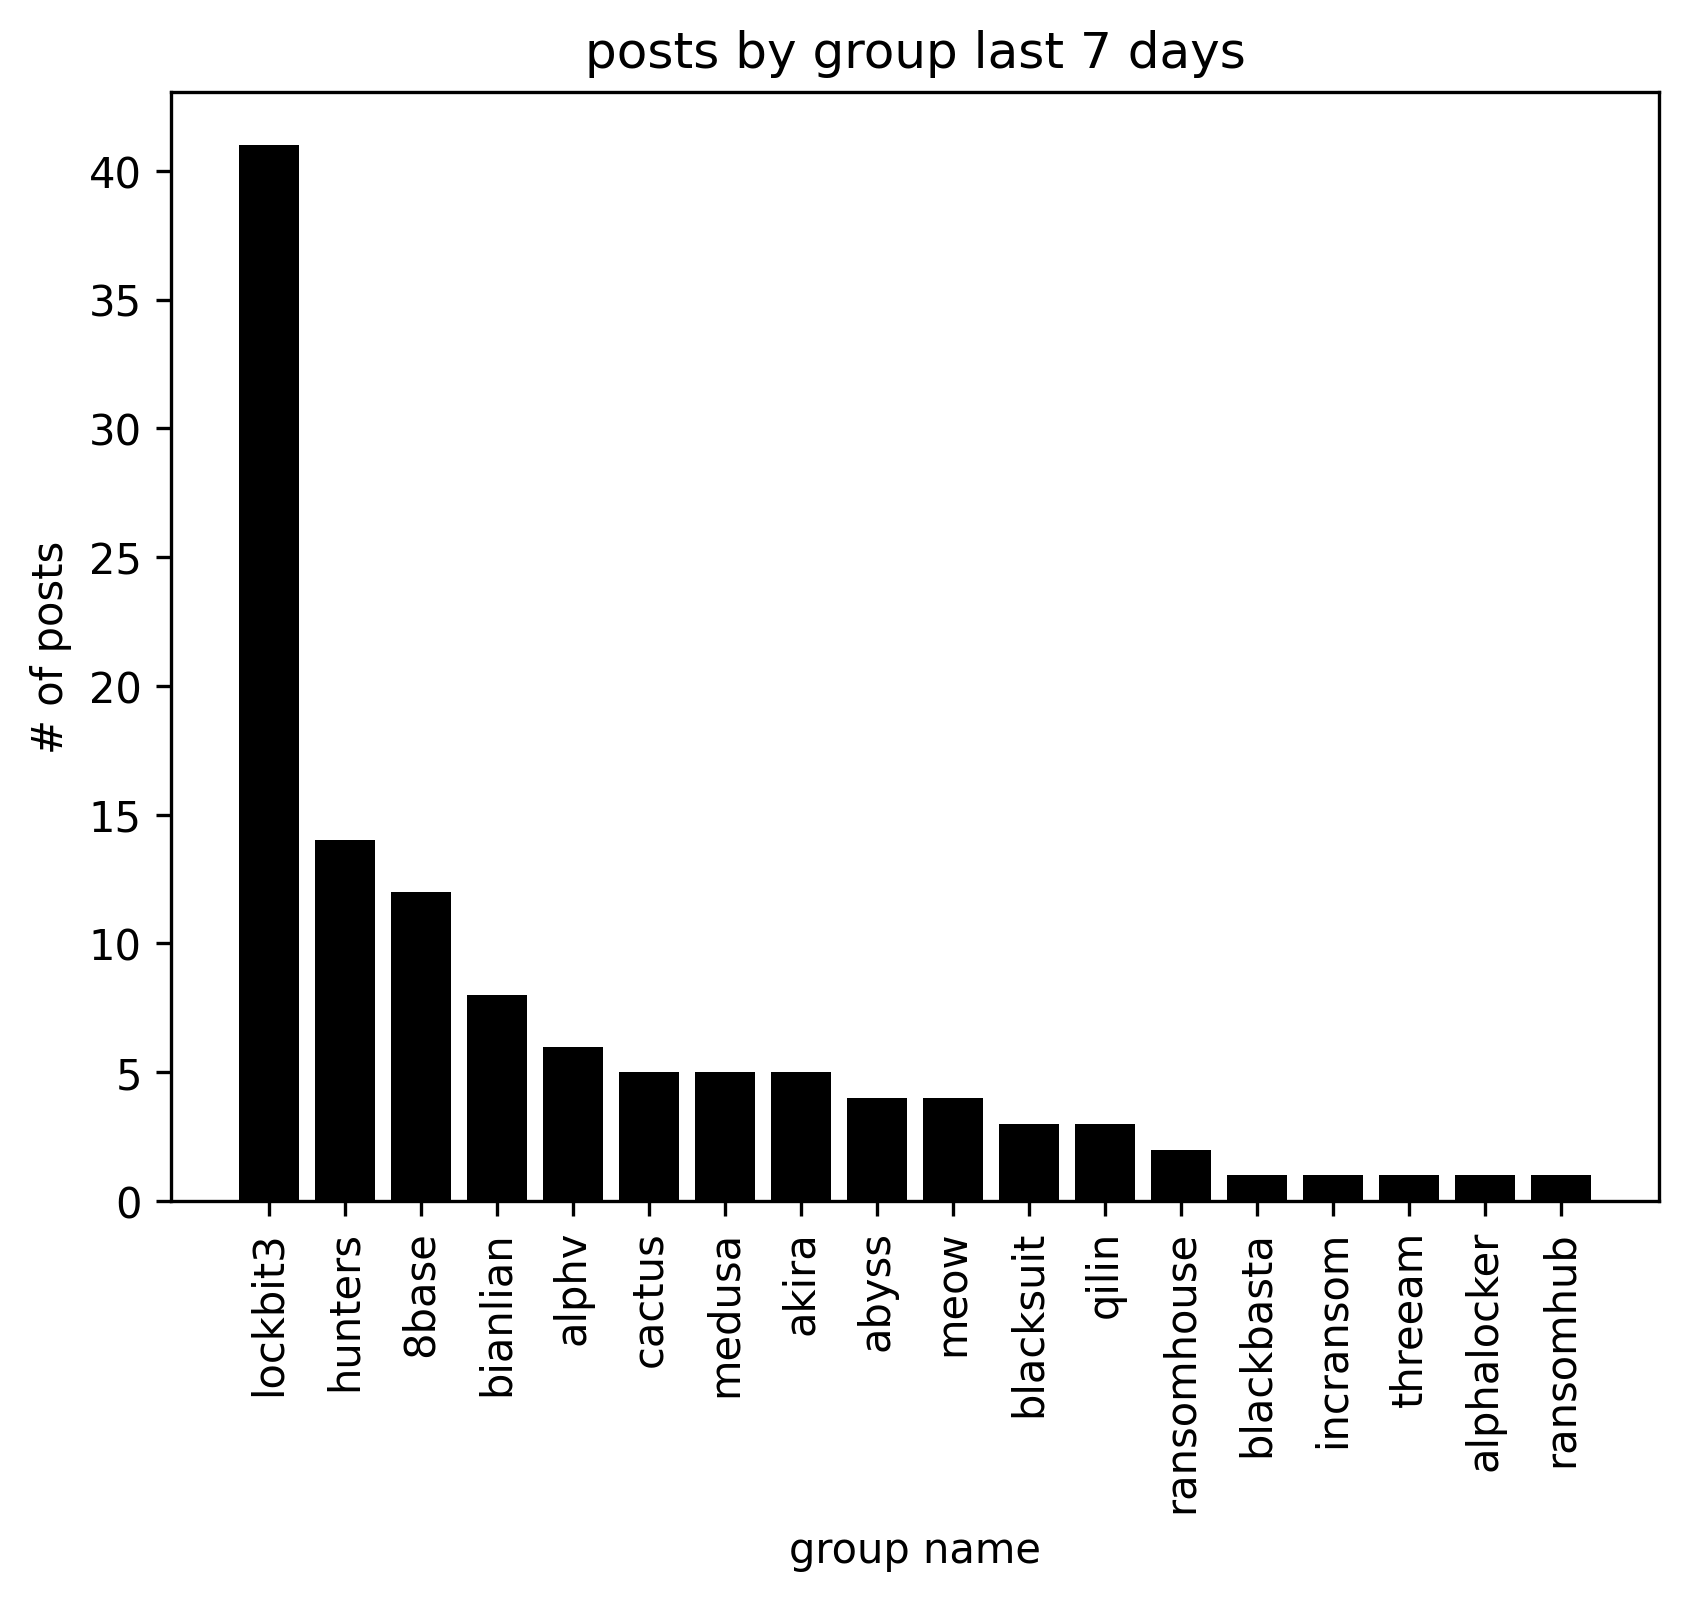 posts by group last 7 days
# of posts
40
35
30
25
20
15
10
5
0
lockbit3
hunters
8base
bianlian
alphv
cactus
medusa
akira
abyss
meow
blacksuit
qilin
ransomhouse
blackbasta
incransom
threeam
alphalocker
ransomhub
group name